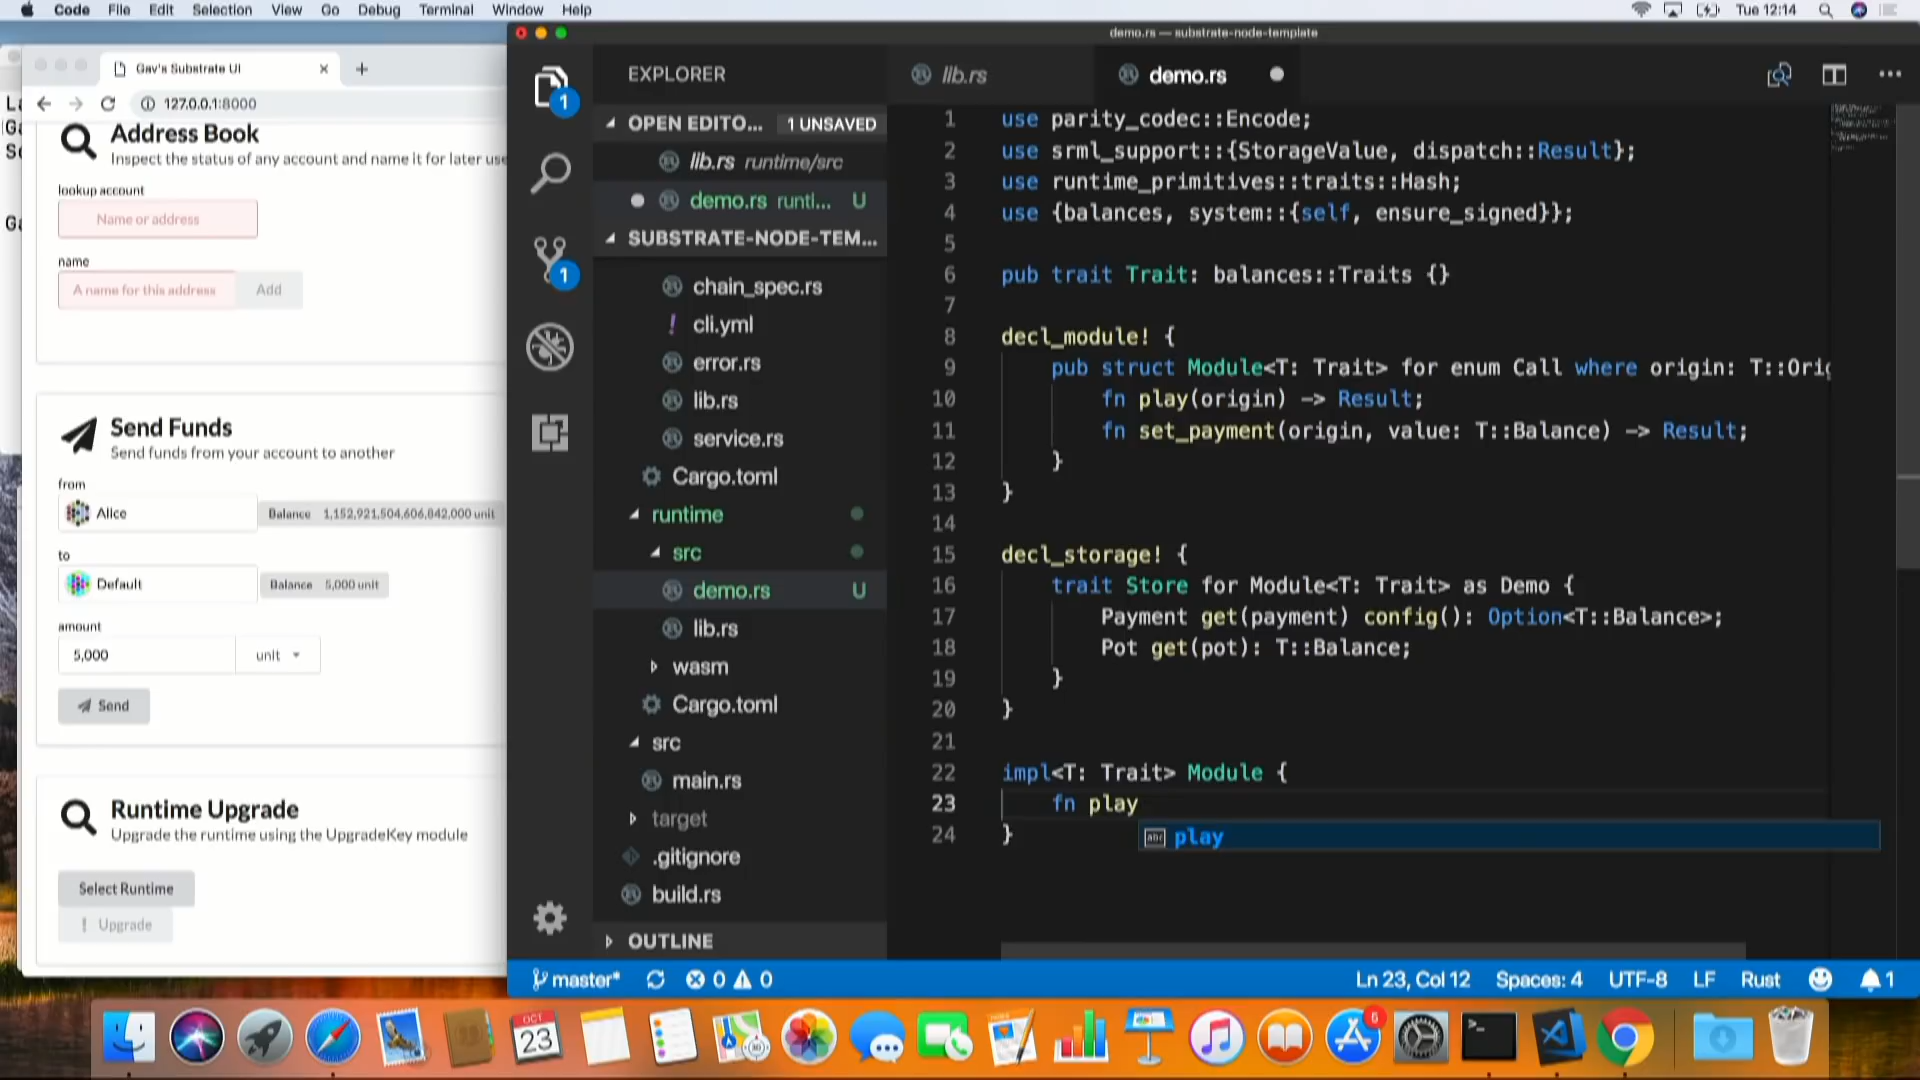 Code File Edit Selection View Go Debug Terminal Window Help
Tue 12:14
Gav's Substrate UI
127.0.0.1:8000
Address Book
Inspect the status of any account and name it for later use
lookup account
Name or address
name
A name for this address
Add
Send Funds
Send funds from your account to another
from
Alice
Balance 1,152,921,504,606,842,000 unit
to
Default
Balance 5,000 unit
amount
5,000
unit
Send
Runtime Upgrade
Upgrade the runtime using the UpgradeKey module
Select Runtime
! Upgrade
demo.rs — substrate-node-template
1
1
EXPLORER
OPEN EDITO... 1 UNSAVED
lib.rs runtime/src
demo.rs runti... U
SUBSTRATE-NODE-TEM...
chain_spec.rs
! cli.yml
error.rs
lib.rs
service.rs
Cargo.toml
runtime
src
demo.rs U
lib.rs
wasm
Cargo.toml
src
main.rs
target
.gitignore
build.rs
OUTLINE
lib.rs
demo.rs
1 use parity_codec::Encode;
2 use srml_support::{StorageValue, dispatch::Result};
3 use runtime_primitives::traits::Hash;
4 use {balances, system::{self, ensure_signed}};
5
6 pub trait Trait: balances::Traits {}
7
8 decl_module! {
9 pub struct Module<T: Trait> for enum Call where origin: T::Orig
10 fn play(origin) -> Result;
11 fn set_payment(origin, value: T::Balance) -> Result;
12 }
13 }
14
15 decl_storage! {
16 trait Store for Module<T: Trait> as Demo {
17 Payment get(payment) config(): Option<T::Balance>;
18 Pot get(pot): T::Balance;
19 }
20 }
21
22 impl<T: Trait> Module {
23 fn play
24 }
abc play
master* 0 0
Ln 23, Col 12 Spaces: 4 UTF-8 LF Rust 1
OCT
23
6